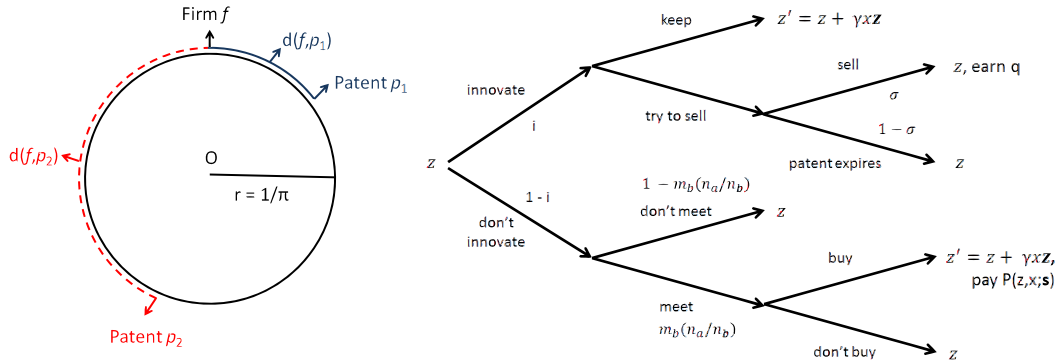 Firm f
d(f,p1)
Patent p1
d(f,p2)
O
r = 1/π
Patent p2
keep
z′ = z + γxz
innovate
i
sell
z, earn q
σ
try to sell
1 − σ
patent expires
z
z
1 - i
don't
innovate
1 − mb(na/nb)
don't meet
z
buy
z′ = z + γxz,
pay P(z,x;s)
meet
mb(na/nb)
don't buy
z